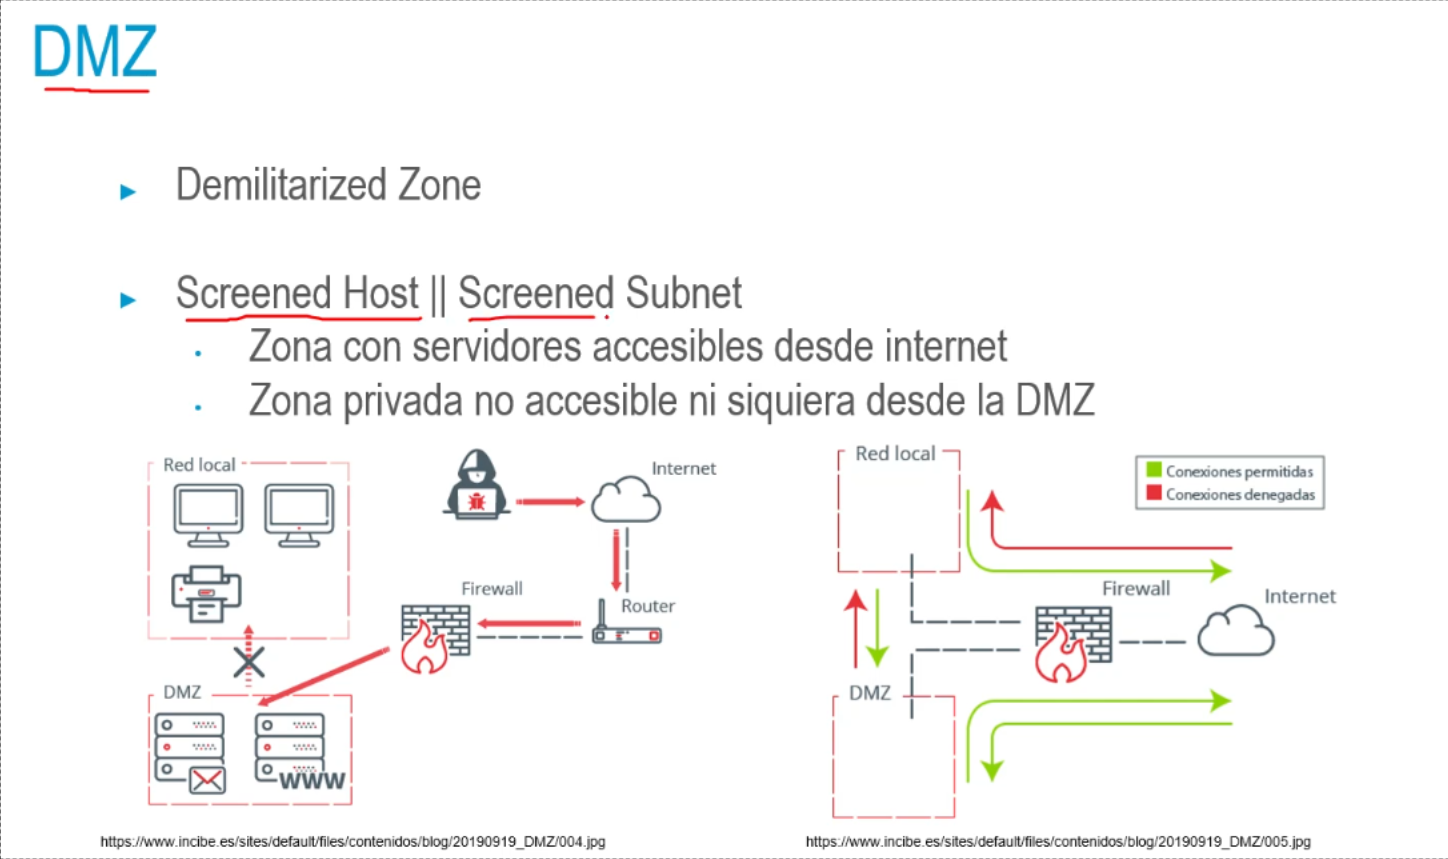 DMZ
Demilitarized Zone
Screened Host || Screened Subnet
Zona con servidores accesibles desde internet
Zona privada no accesible ni siquiera desde la DMZ
Red local
Internet
Firewall
Router
DMZ
WWW
https://www.incibe.es/sites/default/files/contenidos/blog/20190919_DMZ/004.jpg
Red local
Conexiones permitidas
Conexiones denegadas
Firewall
Internet
DMZ
https://www.incibe.es/sites/default/files/contenidos/blog/20190919_DMZ/005.jpg